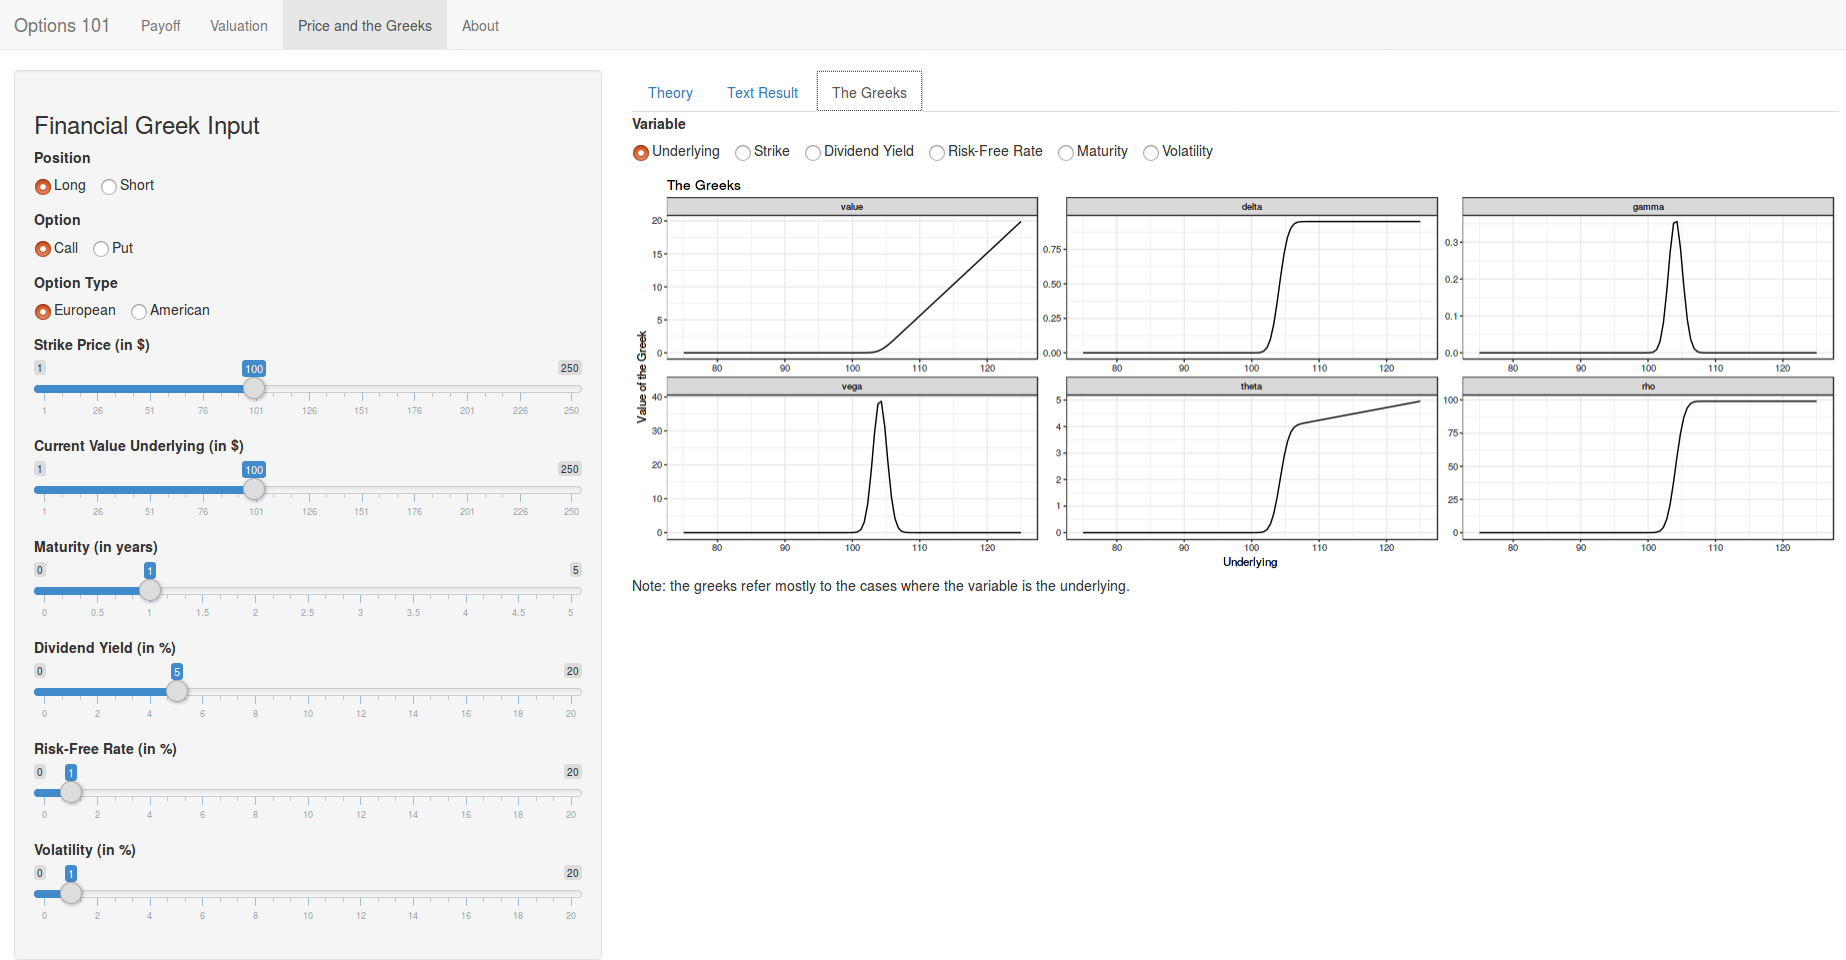 Options 101 Payoff Valuation Price and the Greeks About
Financial Greek Input
Position
Long Short
Option
Call Put
Option Type
European American
Strike Price (in $)
1 100 250
1 26 51 76 101 126 151 176 201 226 250
Current Value Underlying (in $)
1 100 250
1 26 51 76 101 126 151 176 201 226 250
Maturity (in years)
0 1 5
0 0.5 1 1.5 2 2.5 3 3.5 4 4.5 5
Dividend Yield (in %)
0 5 20
0 2 4 6 8 10 12 14 16 18 20
Risk-Free Rate (in %)
0 1 20
0 2 4 6 8 10 12 14 16 18 20
Volatility (in %)
0 1 20
0 2 4 6 8 10 12 14 16 18 20
Theory Text Result The Greeks
Variable
Underlying Strike Dividend Yield Risk-Free Rate Maturity Volatility
The Greeks
Value of the Greek
value
20
15
10
5
0
80 90 100 110 120
delta
0.75
0.50
0.25
0.00
80 90 100 110 120
gamma
0.3
0.2
0.1
0.0
80 90 100 110 120
vega
40
30
20
10
0
80 90 100 110 120
theta
5
4
3
2
1
0
80 90 100 110 120
rho
100
75
50
25
0
80 90 100 110 120
Underlying
Note: the greeks refer mostly to the cases where the variable is the underlying.